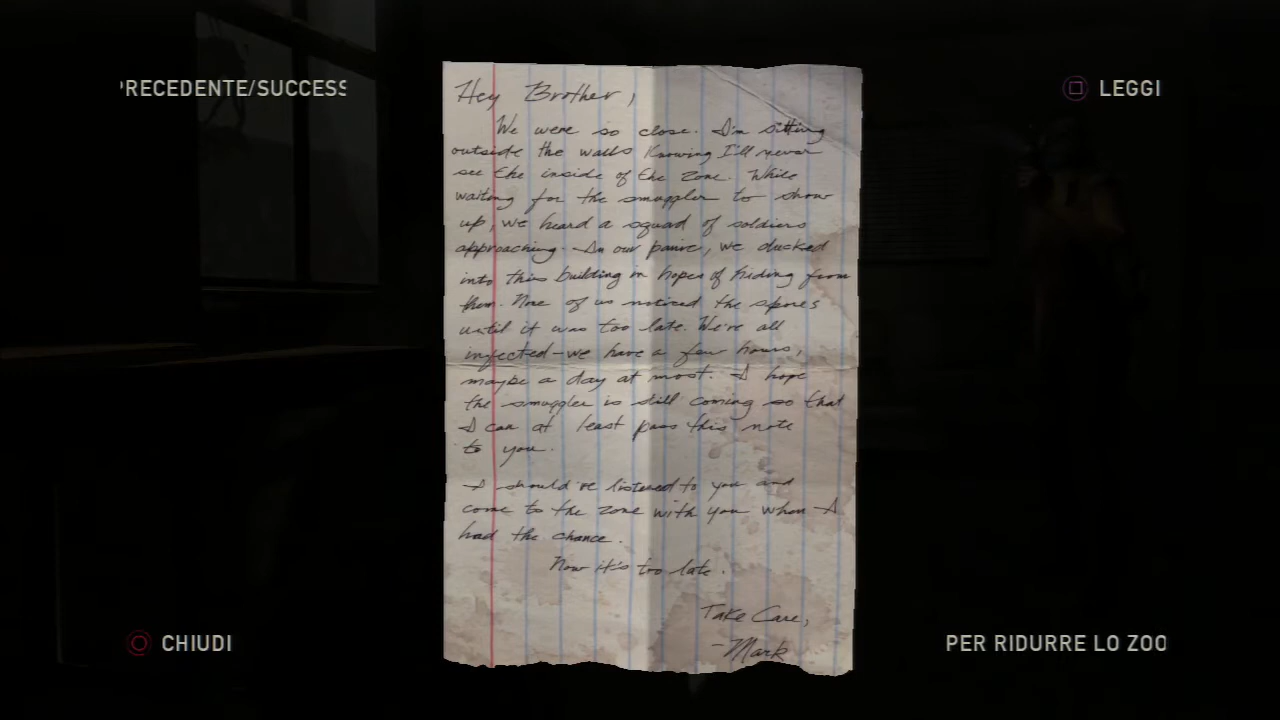 PRECEDENTE/SUCCESS
LEGGI
Hey Brother,
We were so close. I'm sitting
outside the walls knowing I'll never
see the inside of the zone. While
waiting for the smuggler to show
up, we heard a squad of soldiers
approaching. In our panic, we ducked
into this building in hopes of hiding from
them. None of us noticed the spores
until it was too late. We're all
infected-we have a few hours,
maybe a day at most. I hope
the smuggler is still coming so that
I can at least pass this note
to you.
I should've listened to you and
come to the zone with you when I
had the chance.
Now it's too late.
Take Care,
-Mark
CHIUDI
PER RIDURRE LO ZOO